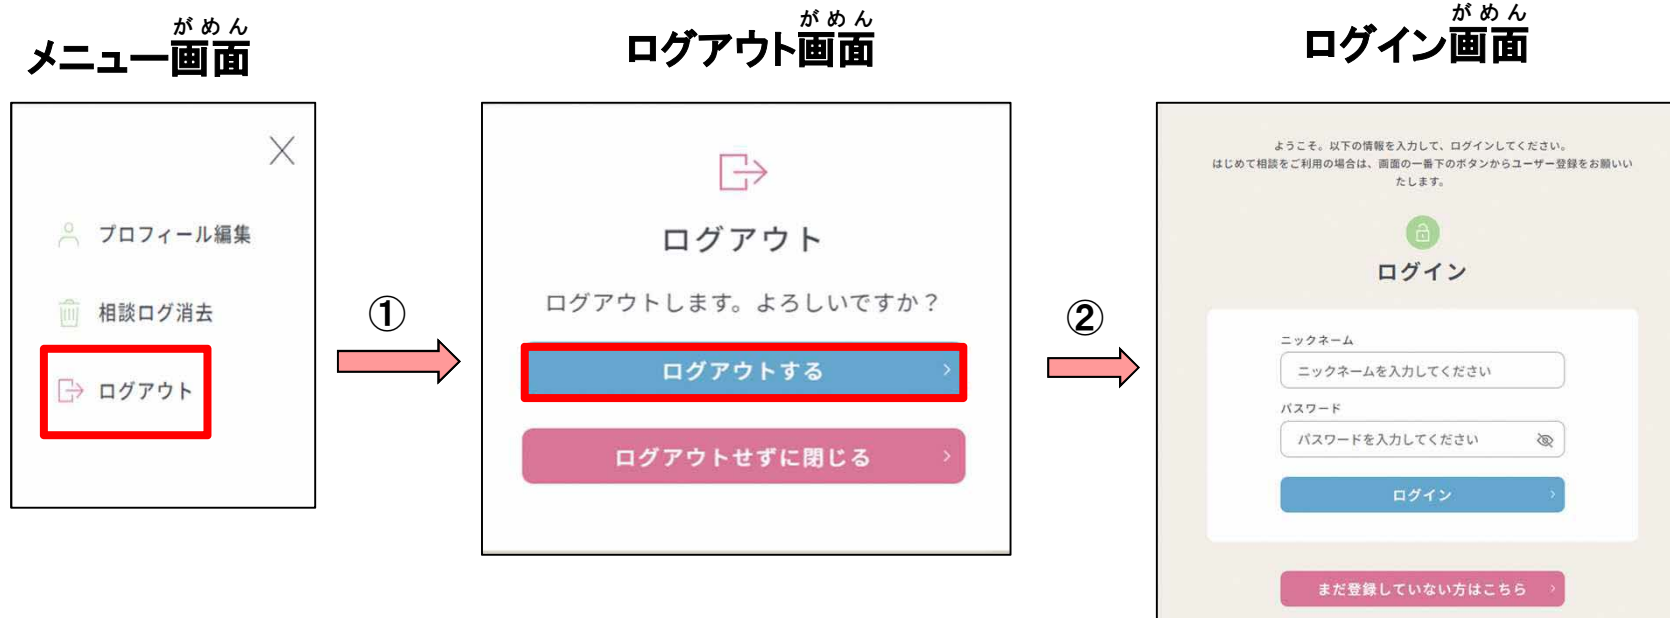 がめん
メニュー画面
プロフィール編集
相談ログ消去
ログアウト
①
がめん
ログアウト画面
ログアウト
ログアウトします。よろしいですか？
ログアウトする
ログアウトせずに閉じる
②
がめん
ログイン画面
ようこそ。以下の情報を入力して、ログインしてください。
はじめて相談をご利用の場合は、画面の一番下のボタンからユーザー登録をお願いい
たします。
ログイン
ニックネーム
ニックネームを入力してください
パスワード
パスワードを入力してください
ログイン
まだ登録していない方はこちら